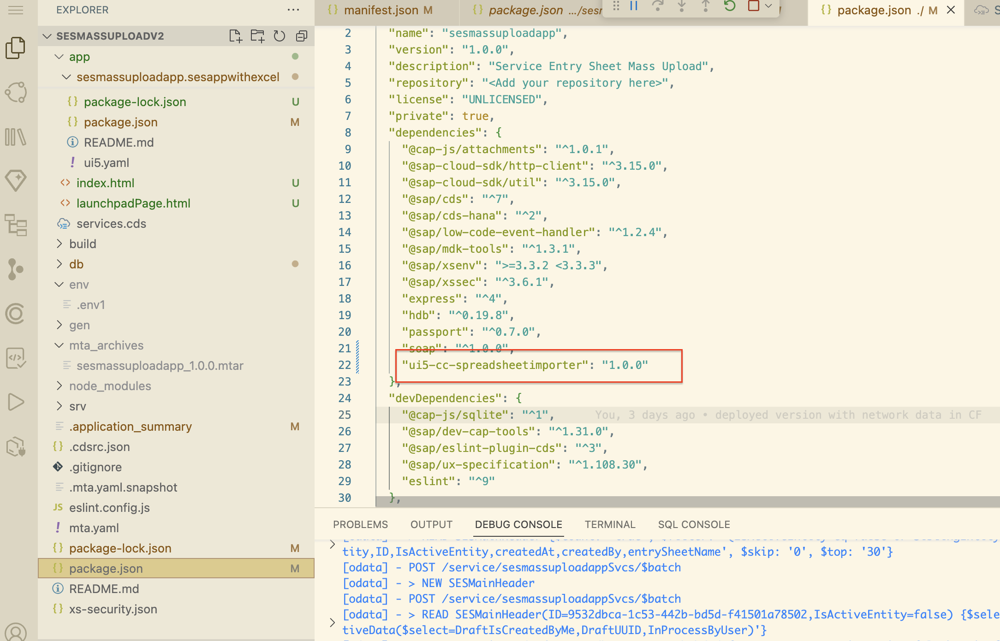 EXPLORER
SESMASSUPLOADV2
app
sesmassuploadapp.sesappwithexcel
package-lock.json U
package.json M
README.md
ui5.yaml
index.html U
launchpadPage.html U
services.cds
build
db
env
.env1
gen
mta_archives
sesmassuploadapp_1.0.0.mtar
node_modules
srv
.application_summary M
.cdsrc.json
.gitignore
.mta.yaml.snapshot
JS eslint.config.js
mta.yaml
package-lock.json M
package.json M
README.md
xs-security.json
manifest.json M
package.json .../sesr
package.json ./ M
2 "name": "sesmassuploadapp",
3 "version": "1.0.0",
4 "description": "Service Entry Sheet Mass Upload",
5 "repository": "<Add your repository here>",
6 "license": "UNLICENSED",
7 "private": true,
8 "dependencies": {
9 "@cap-js/attachments": "^1.0.1",
10 "@sap-cloud-sdk/http-client": "^3.15.0",
11 "@sap-cloud-sdk/util": "^3.15.0",
12 "@sap/cds": "^7",
13 "@sap/cds-hana": "^2",
14 "@sap/low-code-event-handler": "^1.2.4",
15 "@sap/mdk-tools": "^1.3.1",
16 "@sap/xsenv": ">=3.3.2 <3.3.3",
17 "@sap/xssec": "^3.6.1",
18 "express": "^4",
19 "hdb": "^0.19.8",
20 "passport": "^0.7.0",
21 "soap": "^1.0.0",
22 "ui5-cc-spreadsheetimporter": "1.0.0"
23 },
24 "devDependencies": {
25 "@cap-js/sqlite": "^1", You, 3 days ago • deployed version with network data in CF
26 "@sap/dev-cap-tools": "^1.31.0",
27 "@sap/eslint-plugin-cds": "^3",
28 "@sap/ux-specification": "^1.108.30",
29 "eslint": "^9"
30 },
PROBLEMS OUTPUT DEBUG CONSOLE TERMINAL SQL CONSOLE
tity,ID,IsActiveEntity,createdAt,createdBy,entrySheetName', $skip: '0', $top: '30'}
[odata] - POST /service/sesmassuploadappSvcs/$batch
[odata] - > NEW SESMainHeader
[odata] - POST /service/sesmassuploadappSvcs/$batch
[odata] - > READ SESMainHeader(ID=9532dbca-1c53-442b-bd5d-f41501a78502,IsActiveEntity=false) {$sele
tiveData($select=DraftIsCreatedByMe,DraftUUID,InProcessByUser)'}